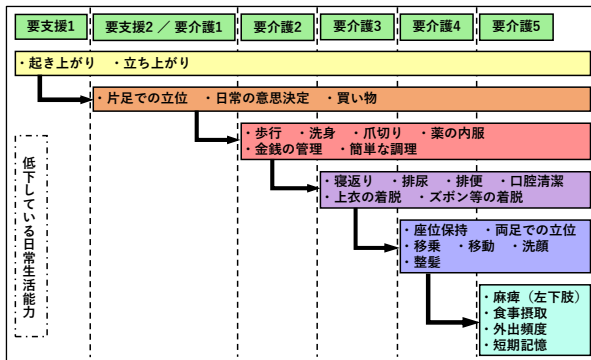 要支援1 要支援2 ／ 要介護1 要介護2 要介護3 要介護4 要介護5
・起き上がり ・立ち上がり
・片足での立位 ・日常の意思決定 ・買い物
・歩行 ・洗身 ・爪切り ・薬の内服
・金銭の管理 ・簡単な調理
・寝返り ・排尿 ・排便 ・口腔清潔
・上衣の着脱 ・ズボン等の着脱
・座位保持 ・両足での立位
・移乗 ・移動 ・洗顔
・整髪
・麻痺（左下肢）
・食事摂取
・外出頻度
・短期記憶
低下している日常生活能力